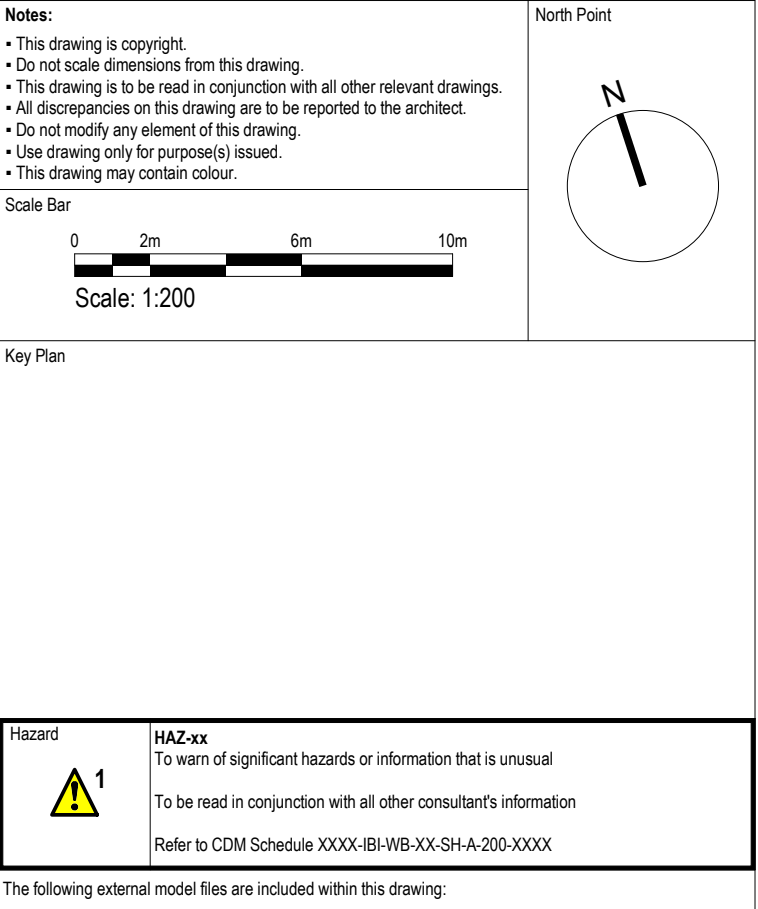 Notes:
▪ This drawing is copyright.
▪ Do not scale dimensions from this drawing.
▪ This drawing is to be read in conjunction with all other relevant drawings.
▪ All discrepancies on this drawing are to be reported to the architect.
▪ Do not modify any element of this drawing.
▪ Use drawing only for purpose(s) issued.
▪ This drawing may contain colour.
North Point
N
Scale Bar
0 2m 6m 10m
Scale: 1:200
Key Plan
Hazard
1
HAZ-xx
To warn of significant hazards or information that is unusual
To be read in conjunction with all other consultant's information
Refer to CDM Schedule XXXX-IBI-WB-XX-SH-A-200-XXXX
The following external model files are included within this drawing: